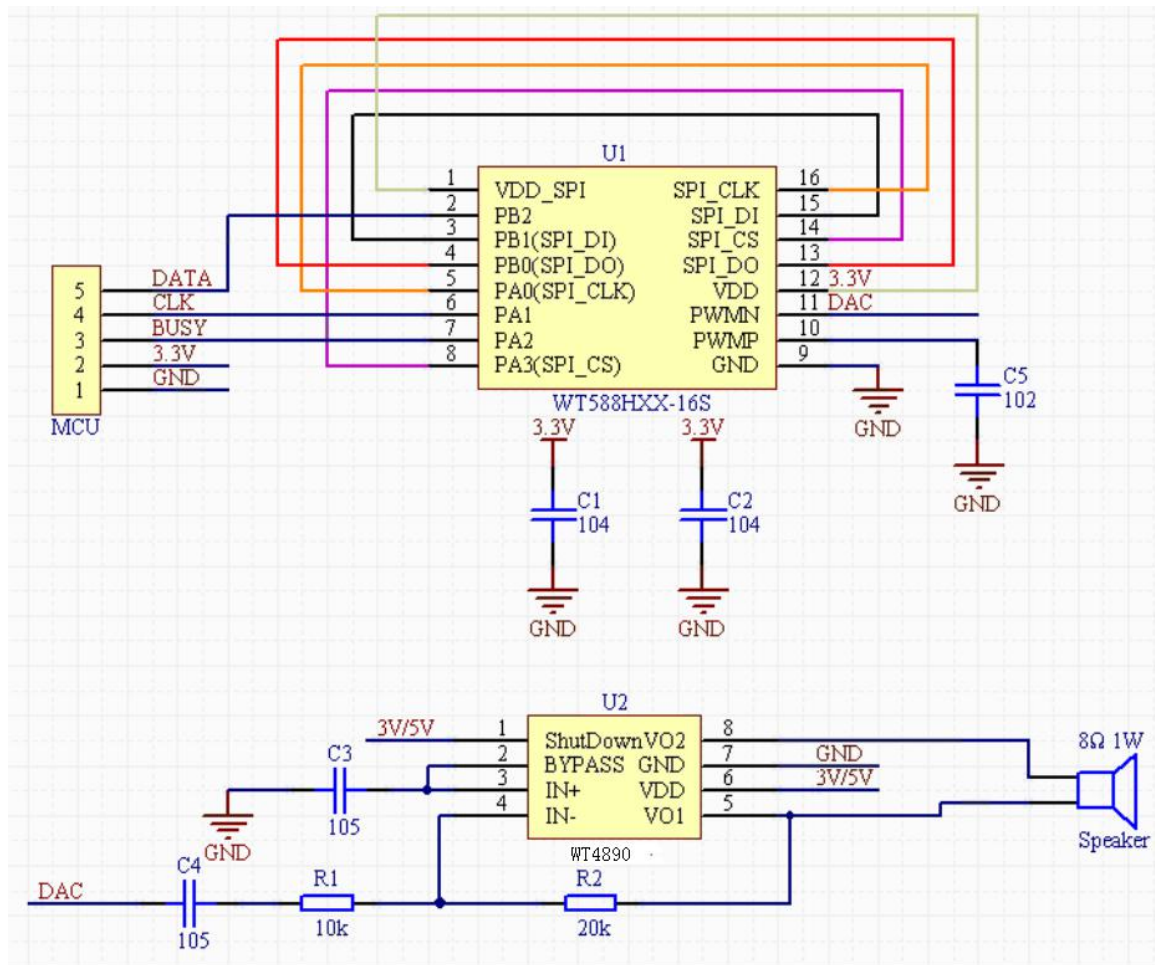 U1
1 VDD_SPI SPI_CLK 16
2 PB2 SPI_DI 15
3 PB1(SPI_DI) SPI_CS 14
4 PB0(SPI_DO) SPI_DO 13
5 PA0(SPI_CLK) VDD 12 3.3V
6 PA1 PWMN 11 DAC
7 PA2 PWMP 10
8 PA3(SPI_CS) GND 9
WT588HXX-16S
5 DATA
4 CLK
3 BUSY
2 3.3V
1 GND
MCU
GND
C5
102
GND
3.3V
C1
104
GND
3.3V
C2
104
GND
U2
3V/5V 1 ShutDown VO2 8
2 BYPASS GND 7 GND
3 IN+ VDD 6 3V/5V
4 IN- VO1 5
WT4890
C3
105
GND
8Ω 1W
Speaker
DAC
C4
105
R1
10k
R2
20k